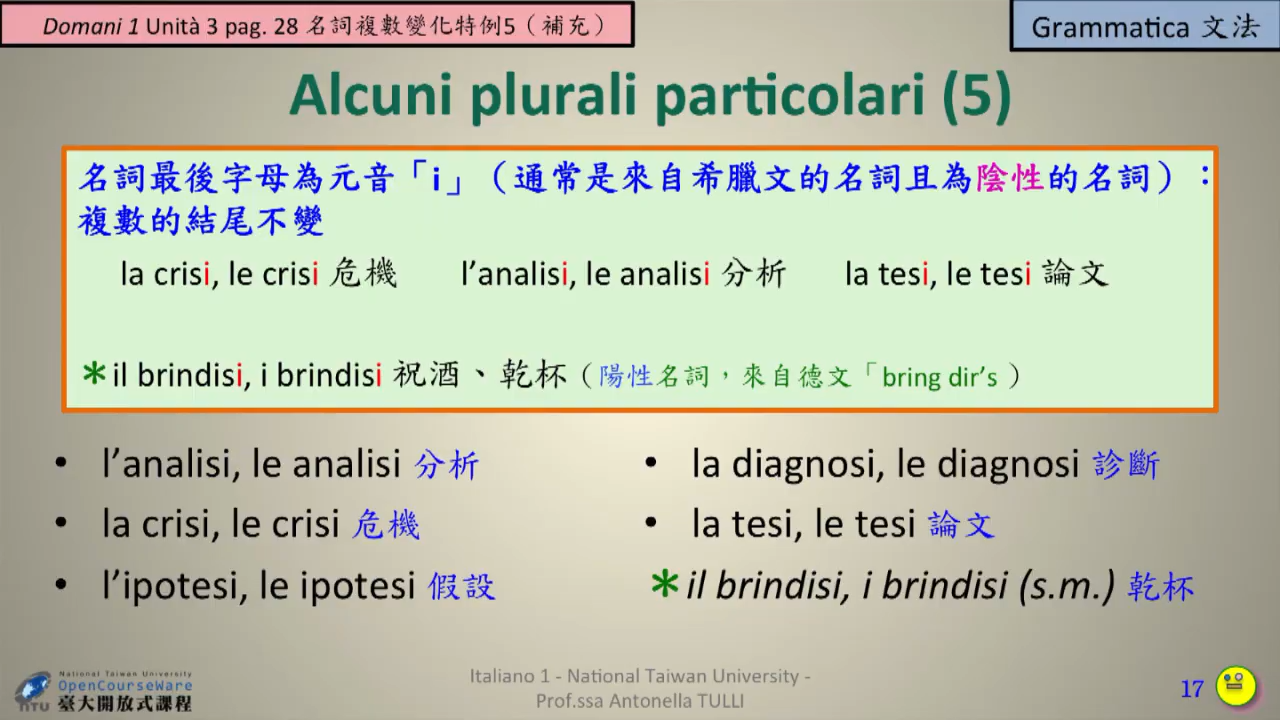 Domani 1 Unità 3 pag. 28 名詞複數變化特例5（補充）
Grammatica 文法
Alcuni plurali particolari (5)
名詞最後字母為元音「i」（通常是來自希臘文的名詞且為陰性的名詞）：
複數的結尾不變
la crisi, le crisi 危機 l’analisi, le analisi 分析 la tesi, le tesi 論文
*il brindisi, i brindisi 祝酒、乾杯（陽性名詞，來自德文「bring dir’s ）
• l’analisi, le analisi 分析
• la crisi, le crisi 危機
• l’ipotesi, le ipotesi 假設
• la diagnosi, le diagnosi 診斷
• la tesi, le tesi 論文
*il brindisi, i brindisi (s.m.) 乾杯
National Taiwan University
OpenCourseWare
NTU 臺大開放式課程
Italiano 1 - National Taiwan University -
Prof.ssa Antonella TULLI
17